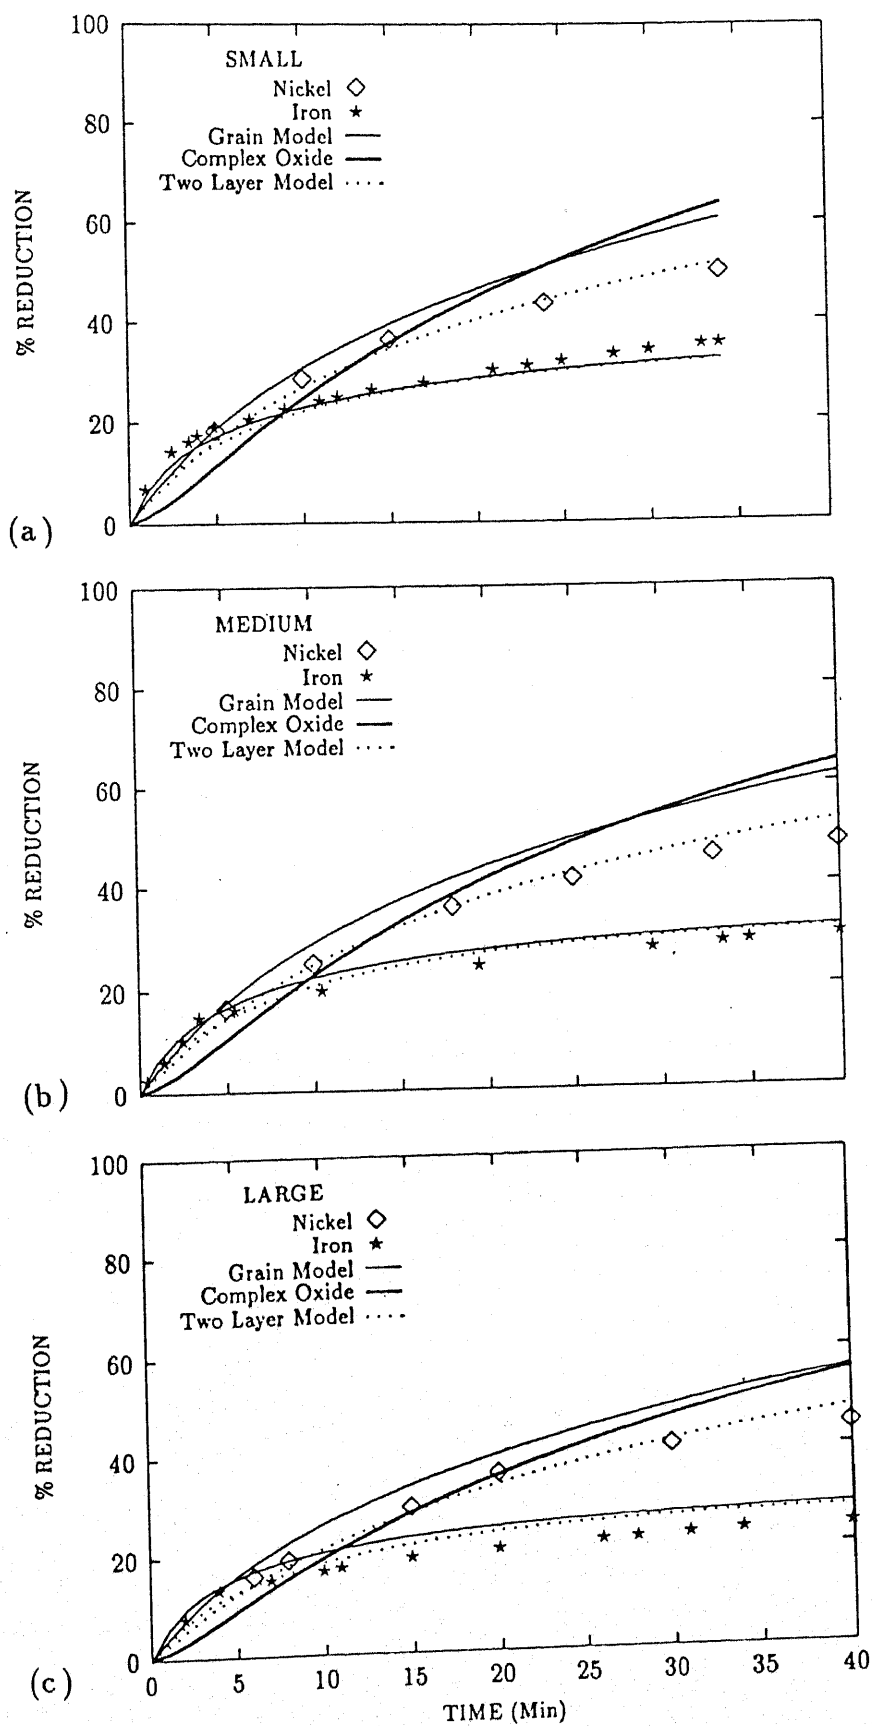 100
80
60
40
20
0
% REDUCTION
SMALL
Nickel
Iron
Grain Model
Complex Oxide
Two Layer Model
(a)
100
80
60
40
20
0
% REDUCTION
MEDIUM
Nickel
Iron
Grain Model
Complex Oxide
Two Layer Model
(b)
100
80
60
40
20
0
% REDUCTION
LARGE
Nickel
Iron
Grain Model
Complex Oxide
Two Layer Model
(c)
0 5 10 15 20 25 30 35 40
TIME (Min)